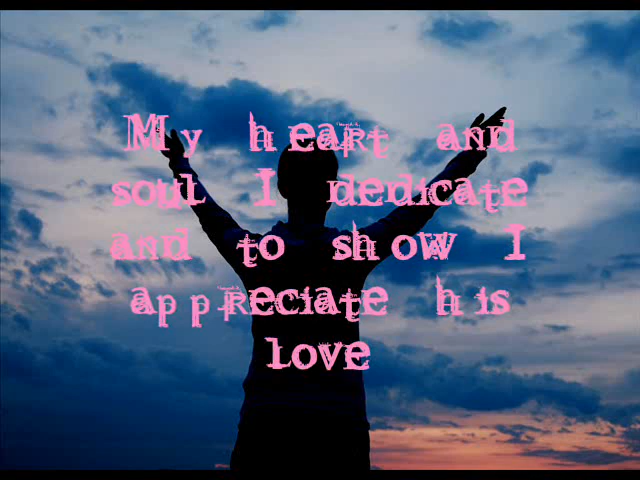 My heart and
soul I dedicate
and to show I
appreciate his
love